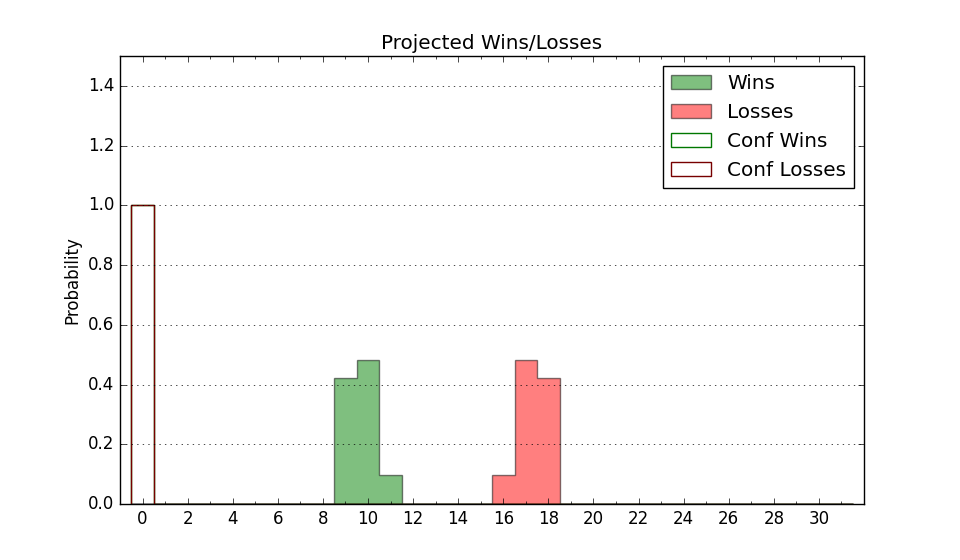 Projected Wins/Losses
Wins
Losses
Conf Wins
Conf Losses
Probability
1.4
1.2
1.0
0.8
0.6
0.4
0.2
0.0
0 2 4 6 8 10 12 14 16 18 20 22 24 26 28 30